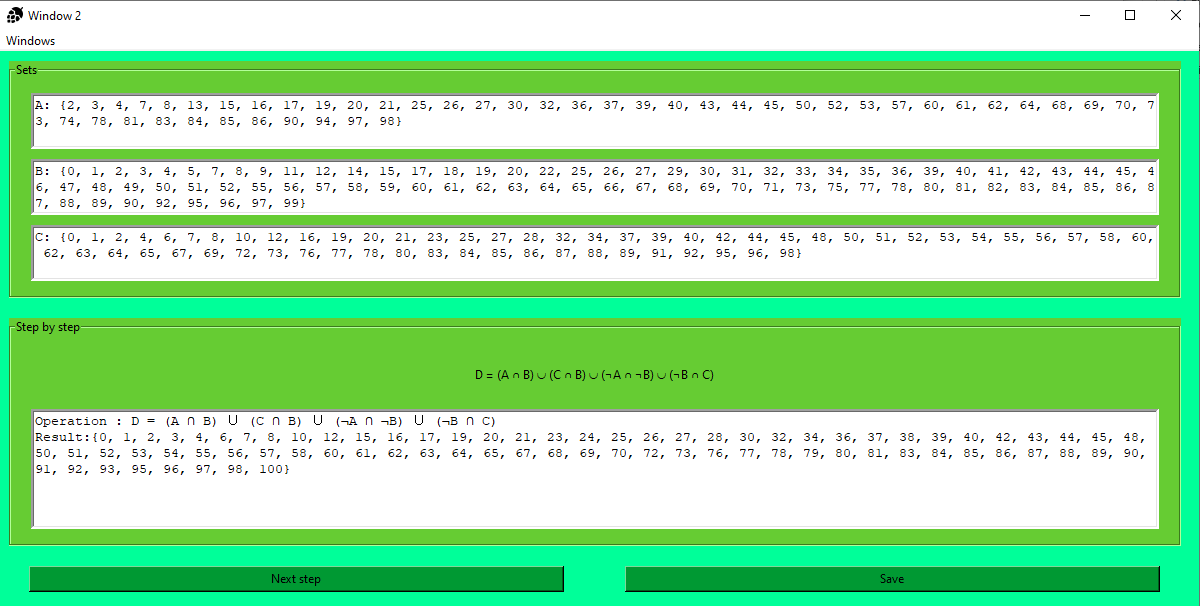 Window 2
Windows
Sets
A: {2, 3, 4, 7, 8, 13, 15, 16, 17, 19, 20, 21, 25, 26, 27, 30, 32, 36, 37, 39, 40, 43, 44, 45, 50, 52, 53, 57, 60, 61, 62, 64, 68, 69, 70, 7
3, 74, 78, 81, 83, 84, 85, 86, 90, 94, 97, 98}
B: {0, 1, 2, 3, 4, 5, 7, 8, 9, 11, 12, 14, 15, 17, 18, 19, 20, 22, 25, 26, 27, 29, 30, 31, 32, 33, 34, 35, 36, 39, 40, 41, 42, 43, 44, 45, 4
6, 47, 48, 49, 50, 51, 52, 55, 56, 57, 58, 59, 60, 61, 62, 63, 64, 65, 66, 67, 68, 69, 70, 71, 73, 75, 77, 78, 80, 81, 82, 83, 84, 85, 86, 8
7, 88, 89, 90, 92, 95, 96, 97, 99}
C: {0, 1, 2, 4, 6, 7, 8, 10, 12, 16, 19, 20, 21, 23, 25, 27, 28, 32, 34, 37, 39, 40, 42, 44, 45, 48, 50, 51, 52, 53, 54, 55, 56, 57, 58, 60,
62, 63, 64, 65, 67, 69, 72, 73, 76, 77, 78, 80, 83, 84, 85, 86, 87, 88, 89, 91, 92, 95, 96, 98}
Step by step
D = (A ∩ B) ∪ (C ∩ B) ∪ (¬A ∩ ¬B) ∪ (¬B ∩ C)
Operation : D = (A ∩ B) ∪ (C ∩ B) ∪ (¬A ∩ ¬B) ∪ (¬B ∩ C)
Result:{0, 1, 2, 3, 4, 6, 7, 8, 10, 12, 15, 16, 17, 19, 20, 21, 23, 24, 25, 26, 27, 28, 30, 32, 34, 36, 37, 38, 39, 40, 42, 43, 44, 45, 48,
50, 51, 52, 53, 54, 55, 56, 57, 58, 60, 61, 62, 63, 64, 65, 67, 68, 69, 70, 72, 73, 76, 77, 78, 79, 80, 81, 83, 84, 85, 86, 87, 88, 89, 90,
91, 92, 93, 95, 96, 97, 98, 100}
Next step
Save